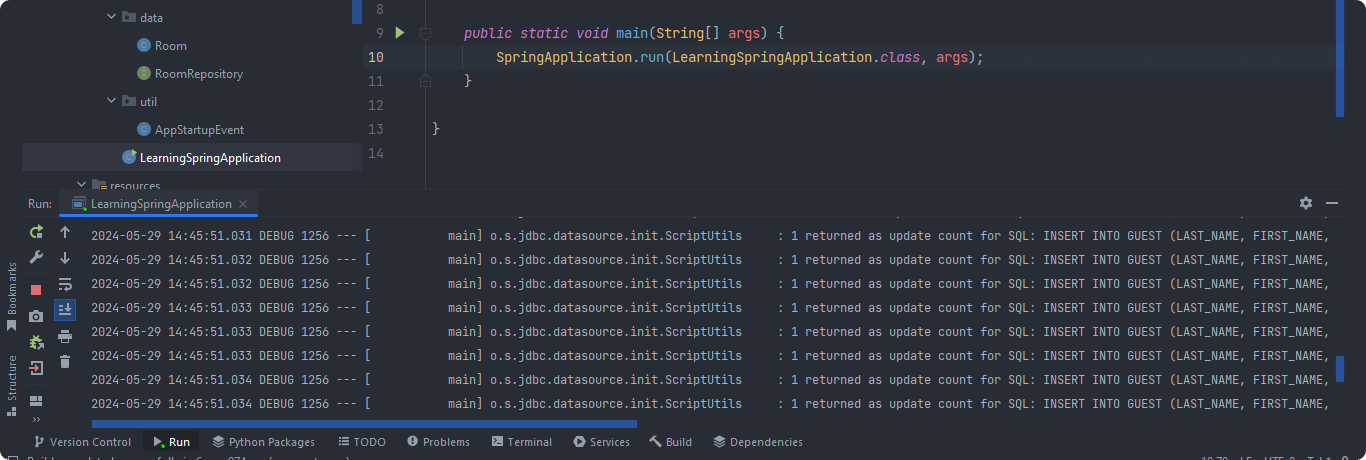 data
Room
RoomRepository
util
AppStartupEvent
LearningSpringApplication
resources
8
9 public static void main(String[] args) {
10 SpringApplication.run(LearningSpringApplication.class, args);
11 }
12
13 }
14
Run: LearningSpringApplication ×
2024-05-29 14:45:51.031 DEBUG 1256 --- [ main] o.s.jdbc.datasource.init.ScriptUtils : 1 returned as update count for SQL: INSERT INTO GUEST (LAST_NAME, FIRST_NAME,
2024-05-29 14:45:51.032 DEBUG 1256 --- [ main] o.s.jdbc.datasource.init.ScriptUtils : 1 returned as update count for SQL: INSERT INTO GUEST (LAST_NAME, FIRST_NAME,
2024-05-29 14:45:51.032 DEBUG 1256 --- [ main] o.s.jdbc.datasource.init.ScriptUtils : 1 returned as update count for SQL: INSERT INTO GUEST (LAST_NAME, FIRST_NAME,
2024-05-29 14:45:51.033 DEBUG 1256 --- [ main] o.s.jdbc.datasource.init.ScriptUtils : 1 returned as update count for SQL: INSERT INTO GUEST (LAST_NAME, FIRST_NAME,
2024-05-29 14:45:51.033 DEBUG 1256 --- [ main] o.s.jdbc.datasource.init.ScriptUtils : 1 returned as update count for SQL: INSERT INTO GUEST (LAST_NAME, FIRST_NAME,
2024-05-29 14:45:51.033 DEBUG 1256 --- [ main] o.s.jdbc.datasource.init.ScriptUtils : 1 returned as update count for SQL: INSERT INTO GUEST (LAST_NAME, FIRST_NAME,
2024-05-29 14:45:51.034 DEBUG 1256 --- [ main] o.s.jdbc.datasource.init.ScriptUtils : 1 returned as update count for SQL: INSERT INTO GUEST (LAST_NAME, FIRST_NAME,
2024-05-29 14:45:51.034 DEBUG 1256 --- [ main] o.s.jdbc.datasource.init.ScriptUtils : 1 returned as update count for SQL: INSERT INTO GUEST (LAST_NAME, FIRST_NAME,
Bookmarks
Structure
Version Control Run Python Packages TODO Problems Terminal Services Build Dependencies